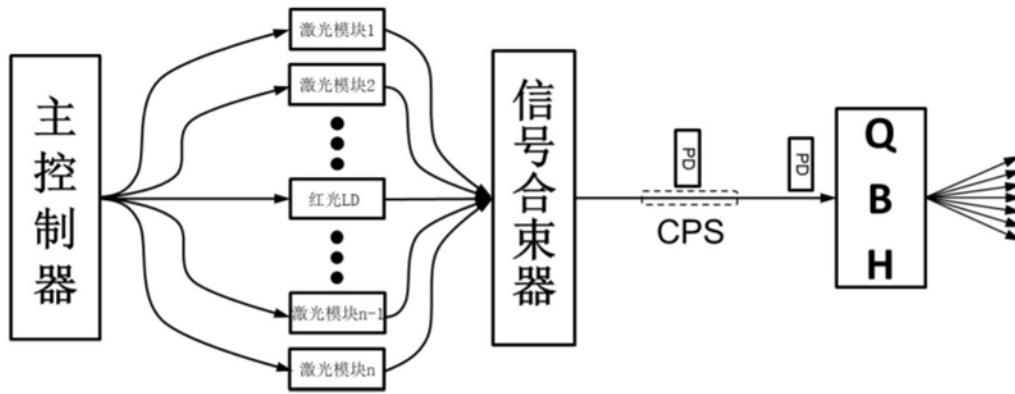 主控制器
激光模块1
激光模块2
红光LD
激光模块n-1
激光模块n
信号合束器
PD
CPS
PD
QBH